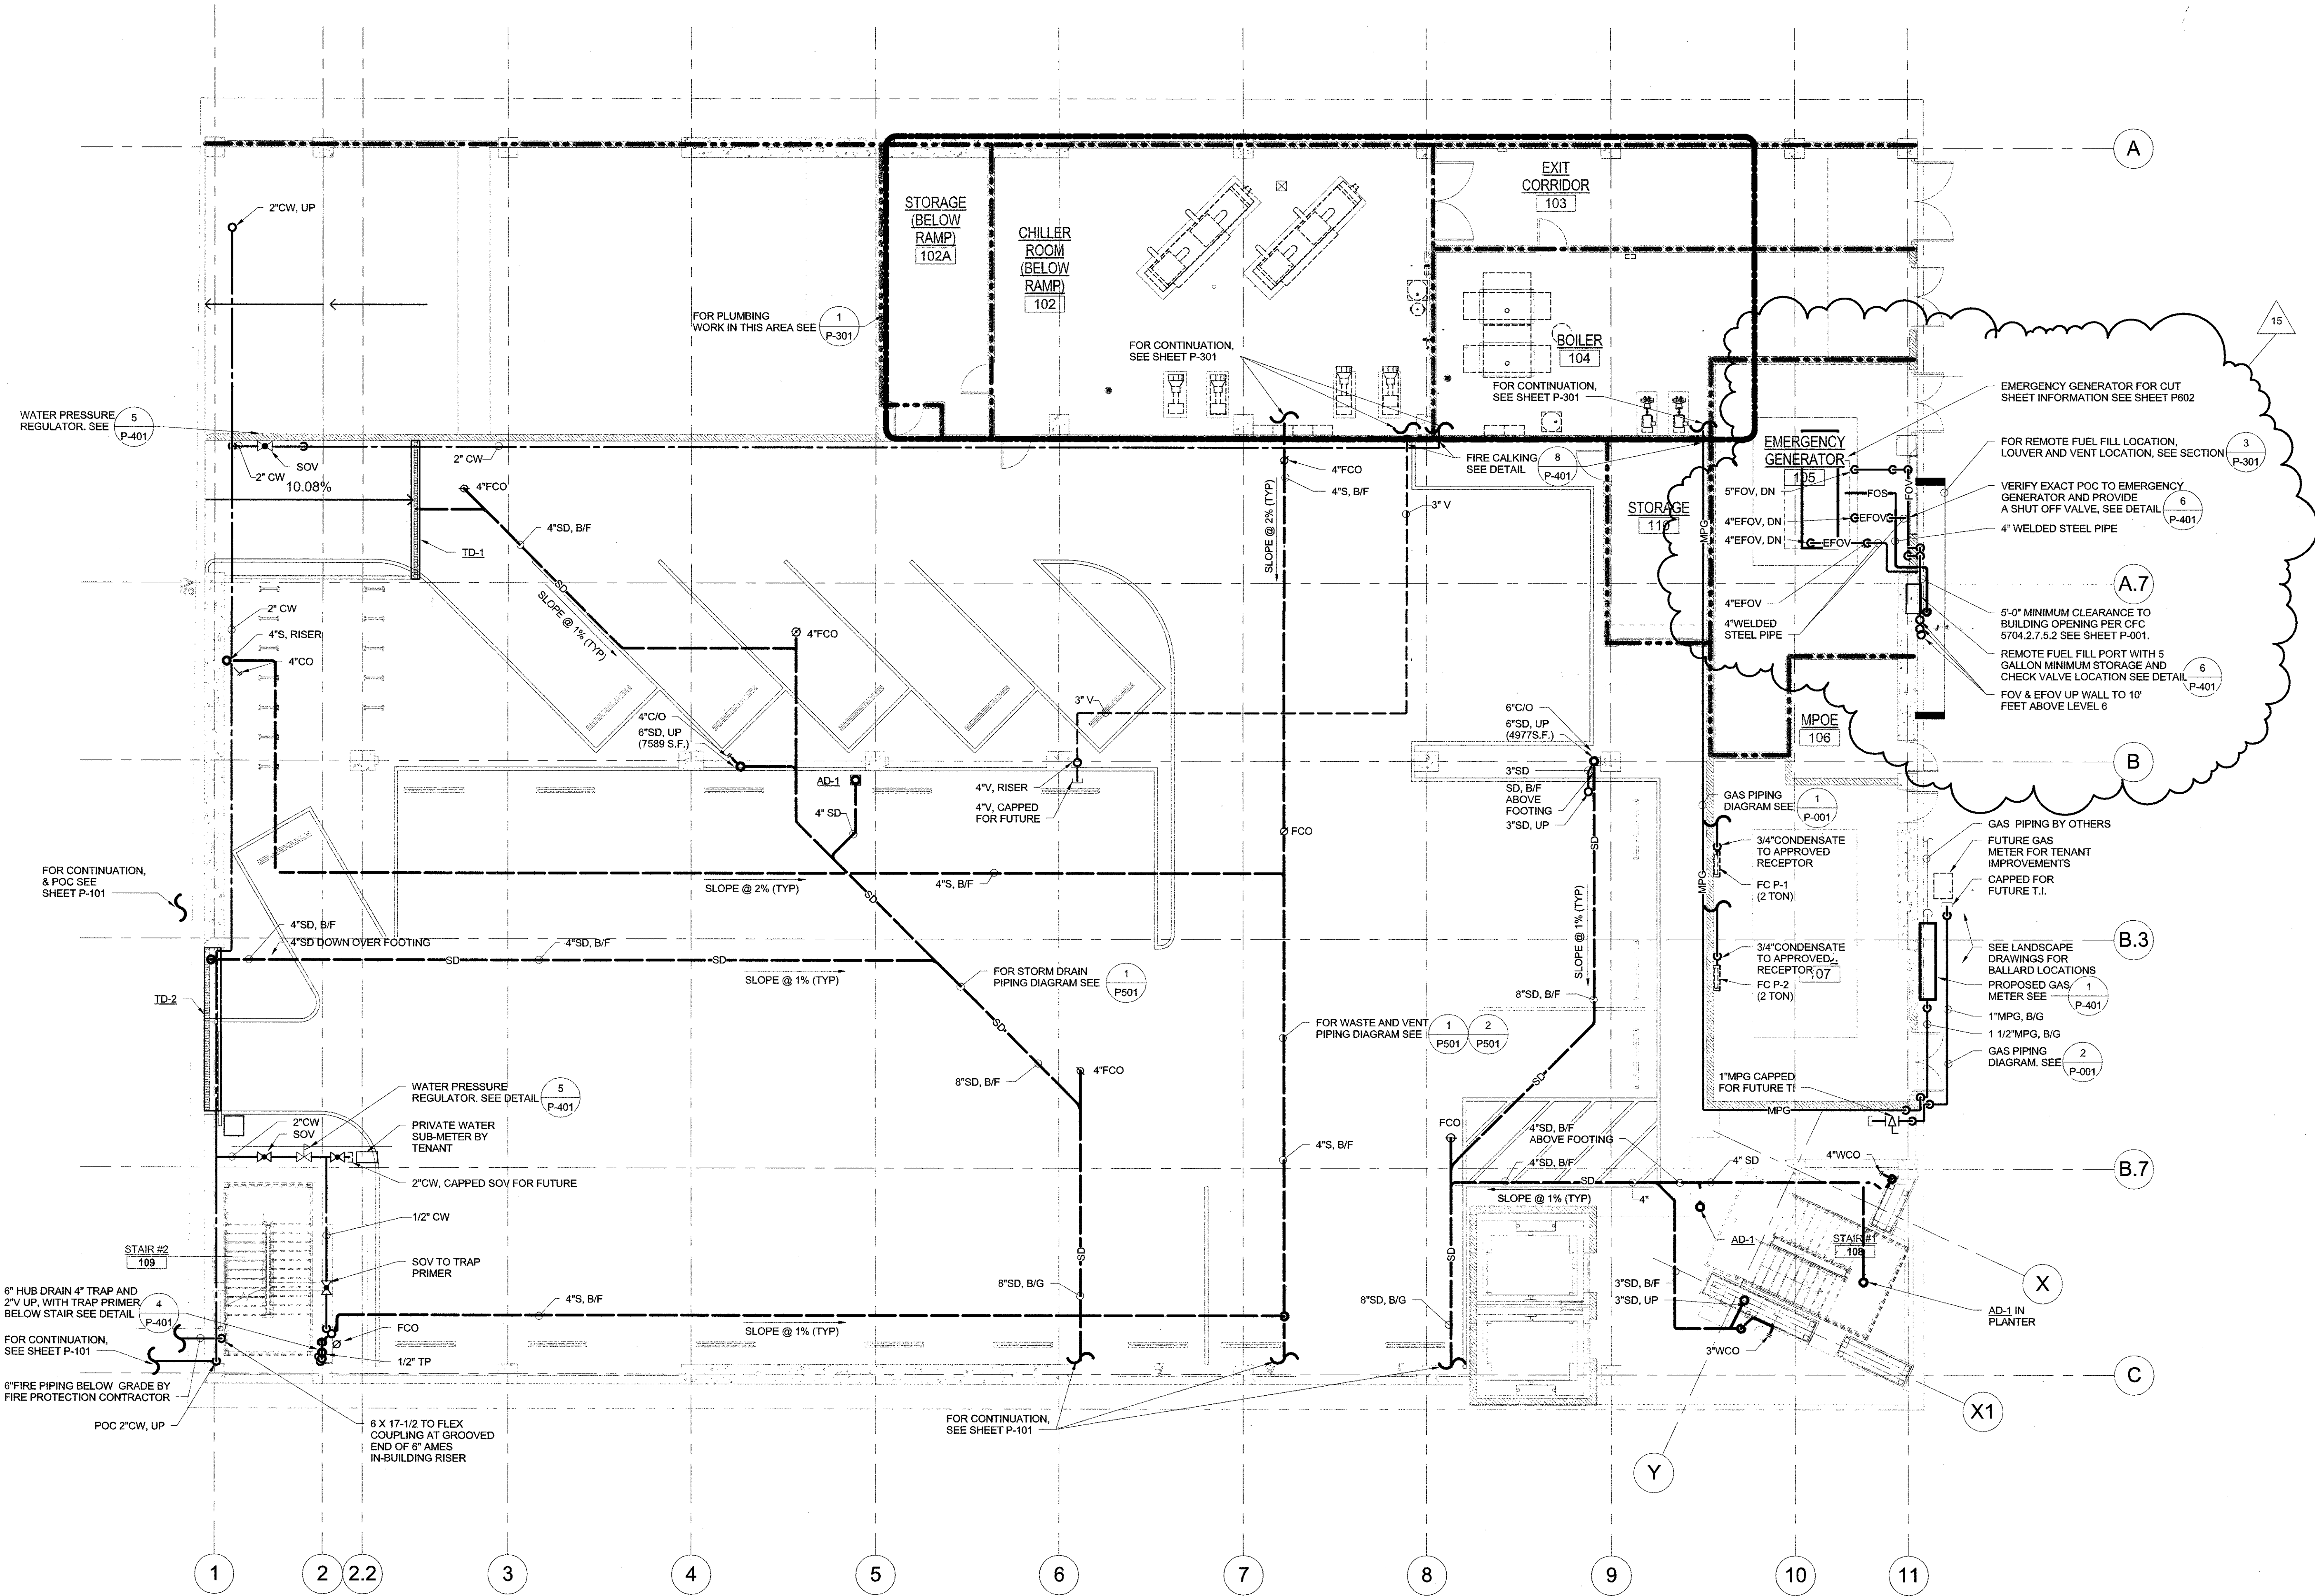 A
2"CW, UP
STORAGE
(BELOW
RAMP)
102A
CHILLER
ROOM
(BELOW
RAMP)
102
EXIT
CORRIDOR
103
FOR PLUMBING
WORK IN THIS AREA SEE
1
P-301
FOR CONTINUATION,
SEE SHEET P-301
BOILER
104
FOR CONTINUATION,
SEE SHEET P-301
15
WATER PRESSURE
REGULATOR. SEE
5
P-401
SOV
2" CW
10.08%
2" CW
4"FCO
4"SD, B/F
TD-1
SD
SLOPE @ 1% (TYP)
4"FCO
4"FCO
4"S, B/F
SLOPE @ 2% (TYP)
FIRE CALKING
SEE DETAIL
8
P-401
3" V
STORAGE
110
EMERGENCY
GENERATOR
105
5"FOV, DN
4"EFOV, DN
4"EFOV, DN
FOS
EFOV
EFOV
FOV
MPG
4"EFOV
4"WELDED
STEEL PIPE
EMERGENCY GENERATOR FOR CUT
SHEET INFORMATION SEE SHEET P602
FOR REMOTE FUEL FILL LOCATION,
LOUVER AND VENT LOCATION, SEE SECTION
3
P-301
VERIFY EXACT POC TO EMERGENCY
GENERATOR AND PROVIDE
A SHUT OFF VALVE, SEE DETAIL
6
P-401
4" WELDED STEEL PIPE
A.7
5'-0" MINIMUM CLEARANCE TO
BUILDING OPENING PER CFC
5704.2.7.5.2 SEE SHEET P-001.
REMOTE FUEL FILL PORT WITH 5
GALLON MINIMUM STORAGE AND
CHECK VALVE LOCATION SEE DETAIL
6
P-401
FOV & EFOV UP WALL TO 10'
FEET ABOVE LEVEL 6
MPOE
106
B
2" CW
4"S, RISER
4"CO
4"C/O
6"SD, UP
(7589 S.F.)
AD-1
4" SD
3" V
4"V, RISER
4"V, CAPPED
FOR FUTURE
6"C/O
6"SD, UP
(4977S.F.)
3"SD
SD, B/F
ABOVE
FOOTING
3"SD, UP
SD
FCO
GAS PIPING
DIAGRAM SEE
1
P-001
3/4"CONDENSATE
TO APPROVED
RECEPTOR
FC P-1
(2 TON)
MPG
GAS PIPING BY OTHERS
FUTURE GAS
METER FOR TENANT
IMPROVEMENTS
CAPPED FOR
FUTURE T.I.
FOR CONTINUATION,
& POC SEE
SHEET P-101
SLOPE @ 2% (TYP)
4"S, B/F
SD
SLOPE @ 1% (TYP)
4"SD, B/F
4"SD DOWN OVER FOOTING
SD
4"SD, B/F
SD
SLOPE @ 1% (TYP)
TD-2
FOR STORM DRAIN
PIPING DIAGRAM SEE
1
P501
SD
8"SD, B/F
3/4"CONDENSATE
TO APPROVED
RECEPTOR
07
FC P-2
(2 TON)
B.3
SEE LANDSCAPE
DRAWINGS FOR
BALLARD LOCATIONS
PROPOSED GAS
METER SEE
1
P-401
1"MPG, B/G
1 1/2"MPG, B/G
GAS PIPING
DIAGRAM. SEE
2
P-001
FOR WASTE AND VENT
PIPING DIAGRAM SEE
1
P501
2
P501
8"SD, B/F
4"FCO
SD
1"MPG CAPPED
FOR FUTURE TI
MPG
WATER PRESSURE
REGULATOR. SEE DETAIL
5
P-401
2"CW
SOV
PRIVATE WATER
SUB-METER BY
TENANT
2"CW, CAPPED SOV FOR FUTURE
1/2" CW
4"S, B/F
FCO
4"SD, B/F
ABOVE FOOTING
4"SD, B/F
SD
4" SD
4"WCO
SLOPE @ 1% (TYP)
4"
B.7
STAIR #2
109
SOV TO TRAP
PRIMER
SD
8"SD, B/G
SD
8"SD, B/G
AD-1
STAIR #1
108
3"SD, B/F
3"SD, UP
3"WCO
AD-1 IN
PLANTER
X
6" HUB DRAIN 4" TRAP AND
2"V UP, WITH TRAP PRIMER
BELOW STAIR SEE DETAIL
4
P-401
4"S, B/F
SLOPE @ 1% (TYP)
FCO
1/2" TP
FOR CONTINUATION,
SEE SHEET P-101
6"FIRE PIPING BELOW GRADE BY
FIRE PROTECTION CONTRACTOR
POC 2"CW, UP
6 X 17-1/2 TO FLEX
COUPLING AT GROOVED
END OF 6" AMES
IN-BUILDING RISER
FOR CONTINUATION,
SEE SHEET P-101
C
X1
Y
1
2
2.2
3
4
5
6
7
8
9
10
11